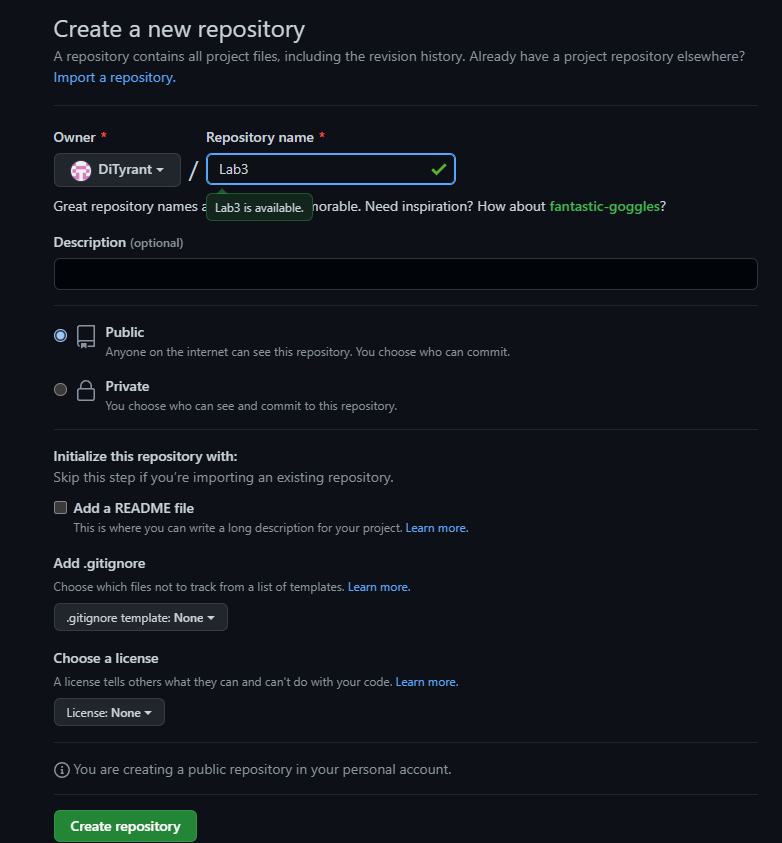 Create a new repository
A repository contains all project files, including the revision history. Already have a project repository elsewhere?
Import a repository.
Owner *
Repository name *
DiTyrant
/
Lab3
Great repository names a
norable. Need inspiration? How about fantastic-goggles?
Lab3 is available.
Description (optional)
Public
Anyone on the internet can see this repository. You choose who can commit.
Private
You choose who can see and commit to this repository.
Initialize this repository with:
Skip this step if you're importing an existing repository.
Add a README file
This is where you can write a long description for your project. Learn more.
Add .gitignore
Choose which files not to track from a list of templates. Learn more.
.gitignore template: None
Choose a license
A license tells others what they can and can't do with your code. Learn more.
License: None
You are creating a public repository in your personal account.
Create repository